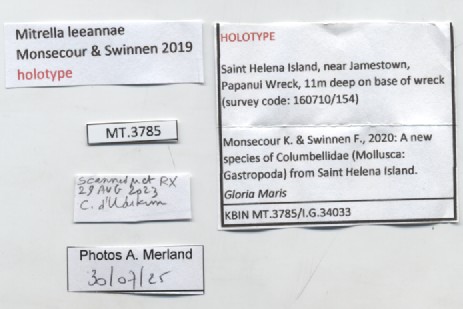 Mitrella leeannae
Monsecour & Swinnen 2019
holotype
MT.3785
Scanned μct RX
29 AUG 2023
C. d'Udekem
Photos A. Merland
30/07/25
HOLOTYPE
Saint Helena Island, near Jamestown,
Papanui Wreck, 11m deep on base of wreck
(survey code: 160710/154)
Monsecour K. & Swinnen F., 2020: A new
species of Columbellidae (Mollusca:
Gastropoda) from Saint Helena Island.
Gloria Maris
KBIN MT.3785/I.G.34033